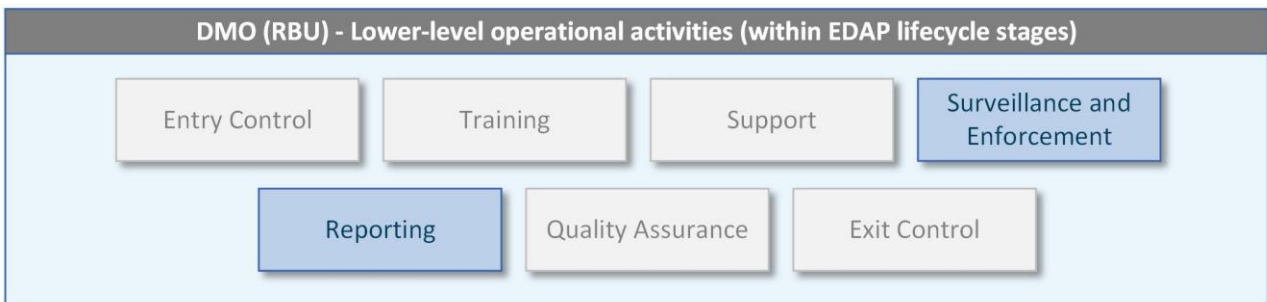 DMO (RBU) - Lower-level operational activities (within EDAP lifecycle stages)
Entry Control
Training
Support
Surveillance and
Enforcement
Reporting
Quality Assurance
Exit Control